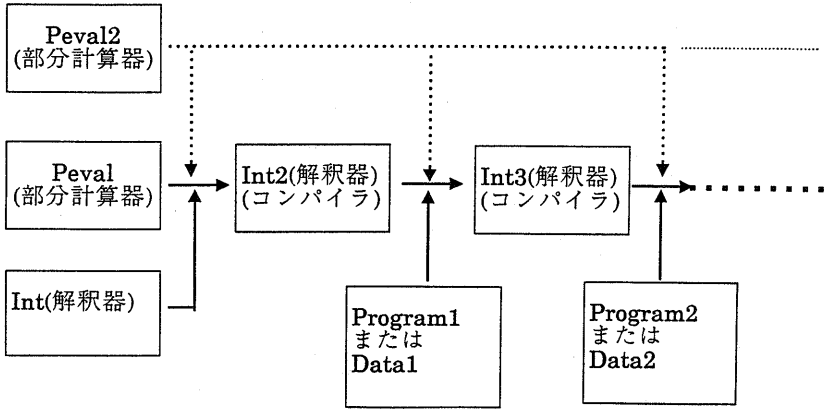 Peval2
(部分計算器)
Peval
(部分計算器)
Int2(解釈器)
(コンパイラ)
Int3(解釈器)
(コンパイラ)
Int(解釈器)
Program1
または
Data1
Program2
または
Data2